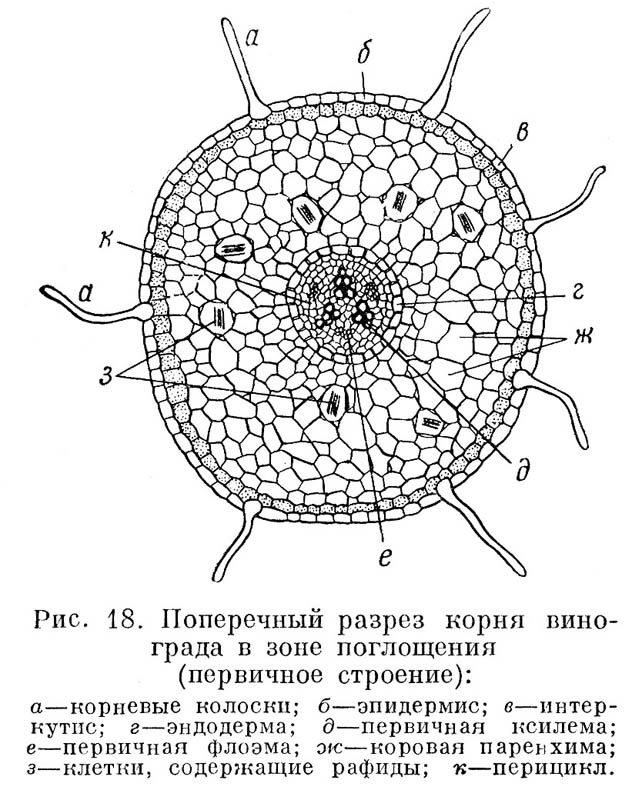 а
б
в
к
г
а
ж
з
д
е
Рис. 18. Поперечный разрез корня вино-
града в зоне поглощения
(первичное строение):
а—корневые колоски; б—эпидермис; в—интер-
кутис; г—эндодерма; д—первичная ксилема;
е—первичная флоэма; ж—коровая паренхима;
з—клетки, содержащие рафиды; к—перицикл.